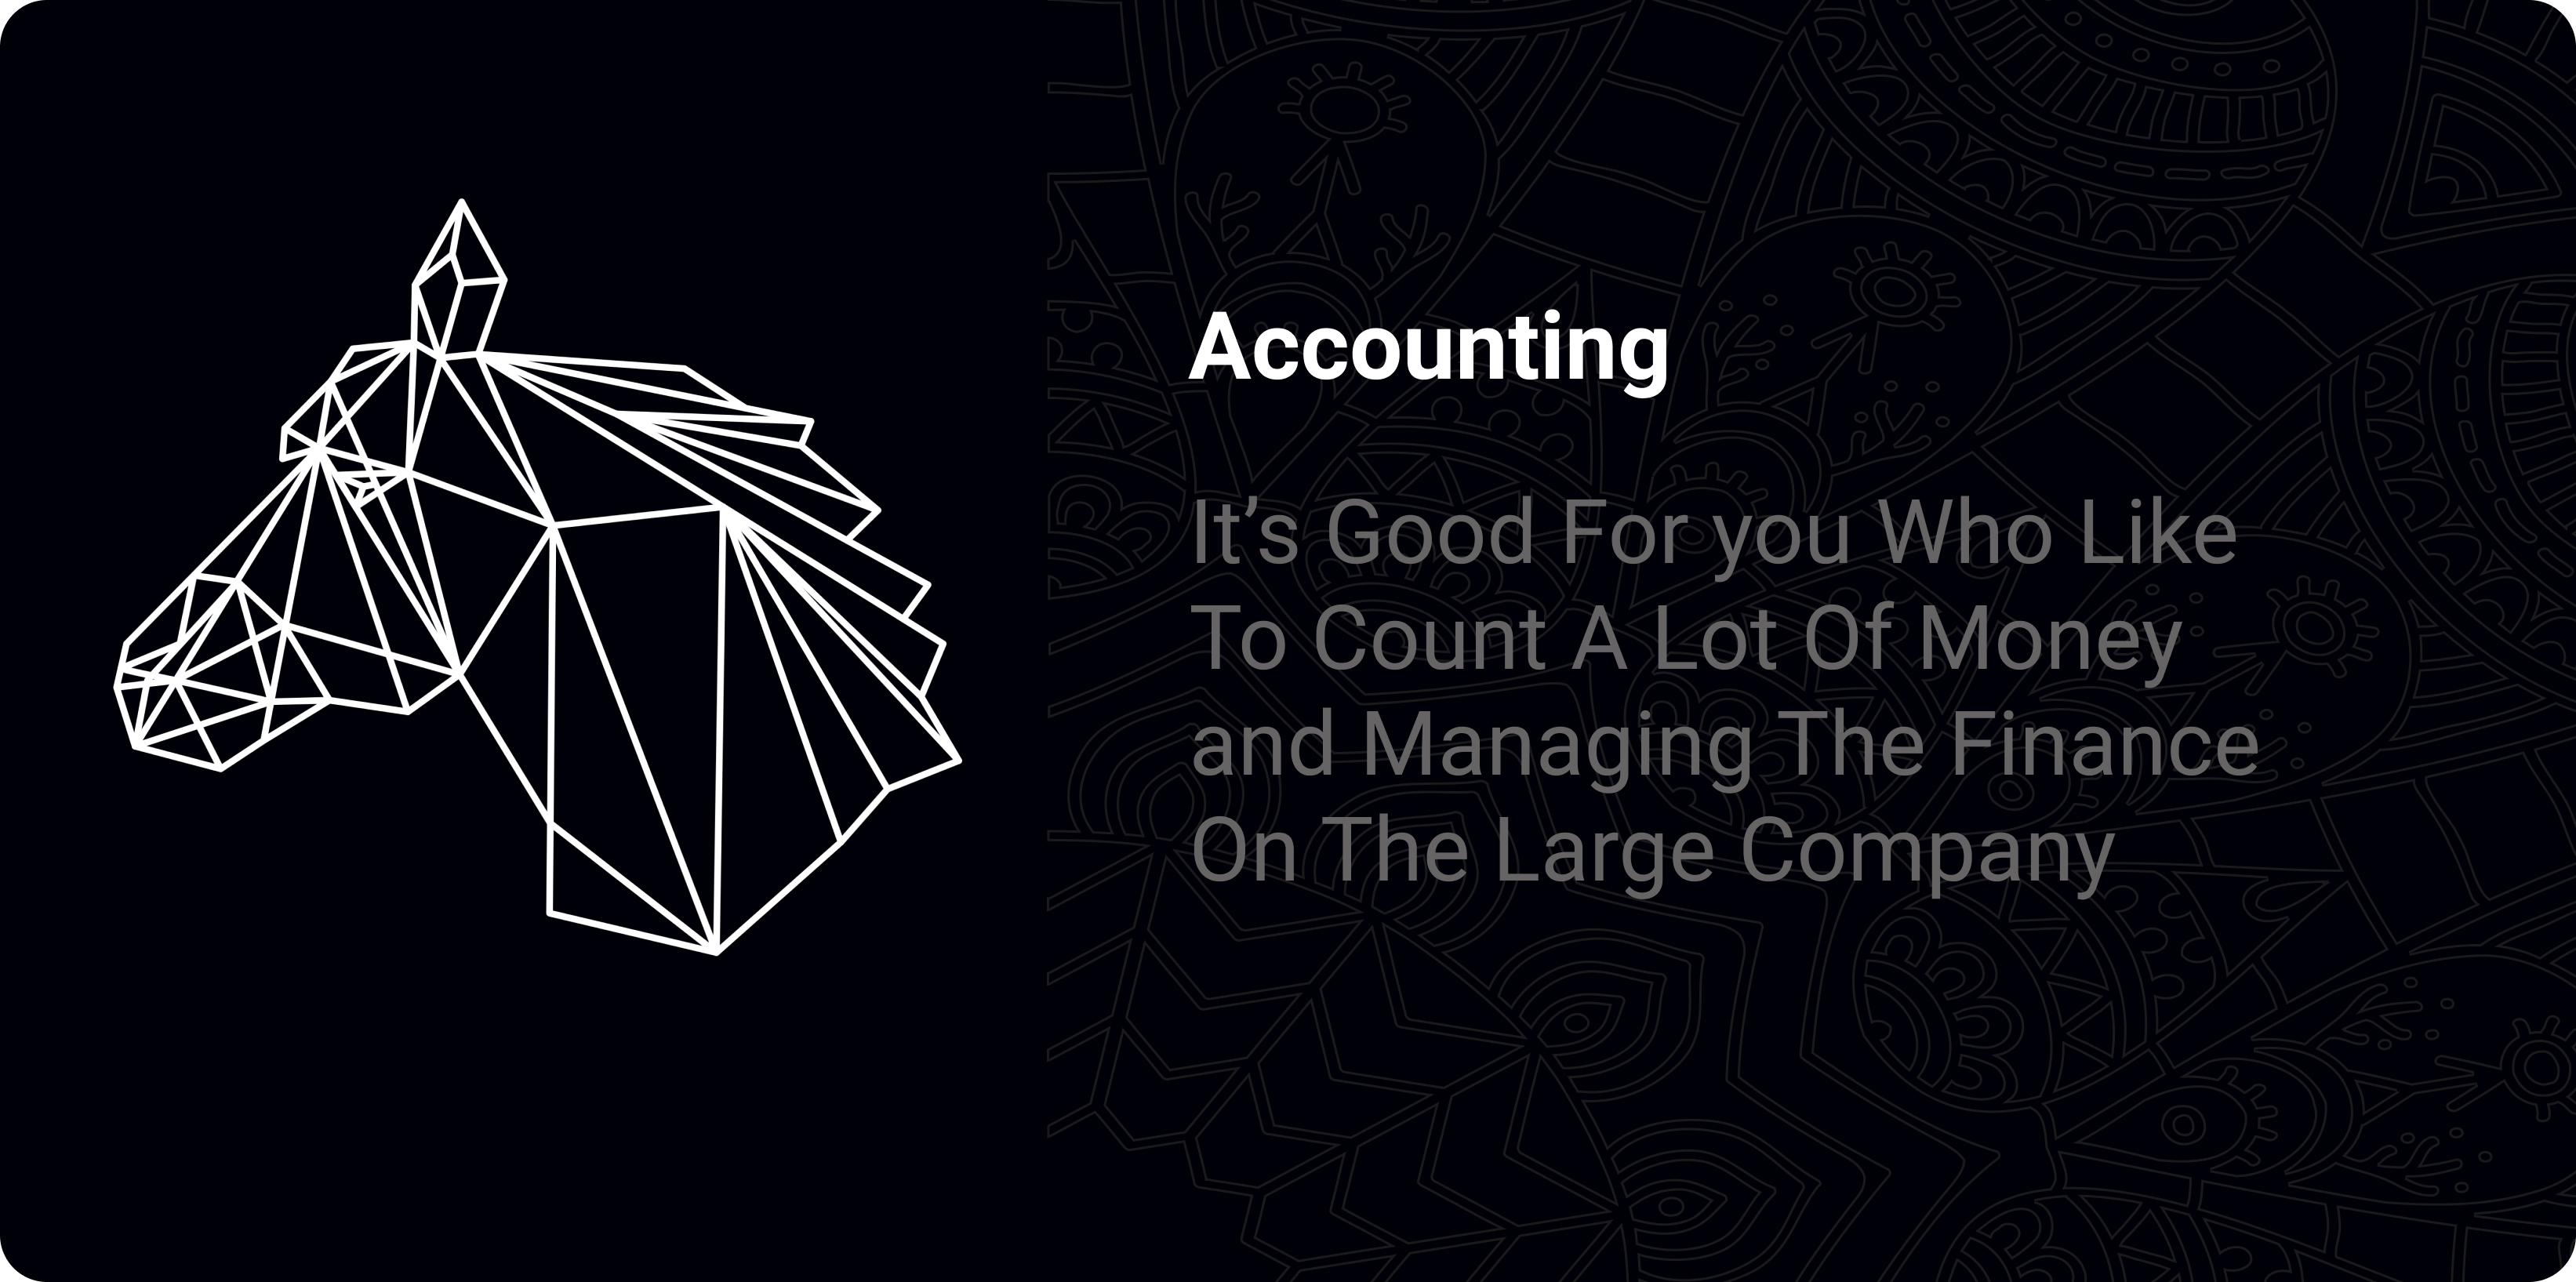 Accounting
It’s Good For you Who Like
To Count A Lot Of Money
and Managing The Finance
On The Large Company